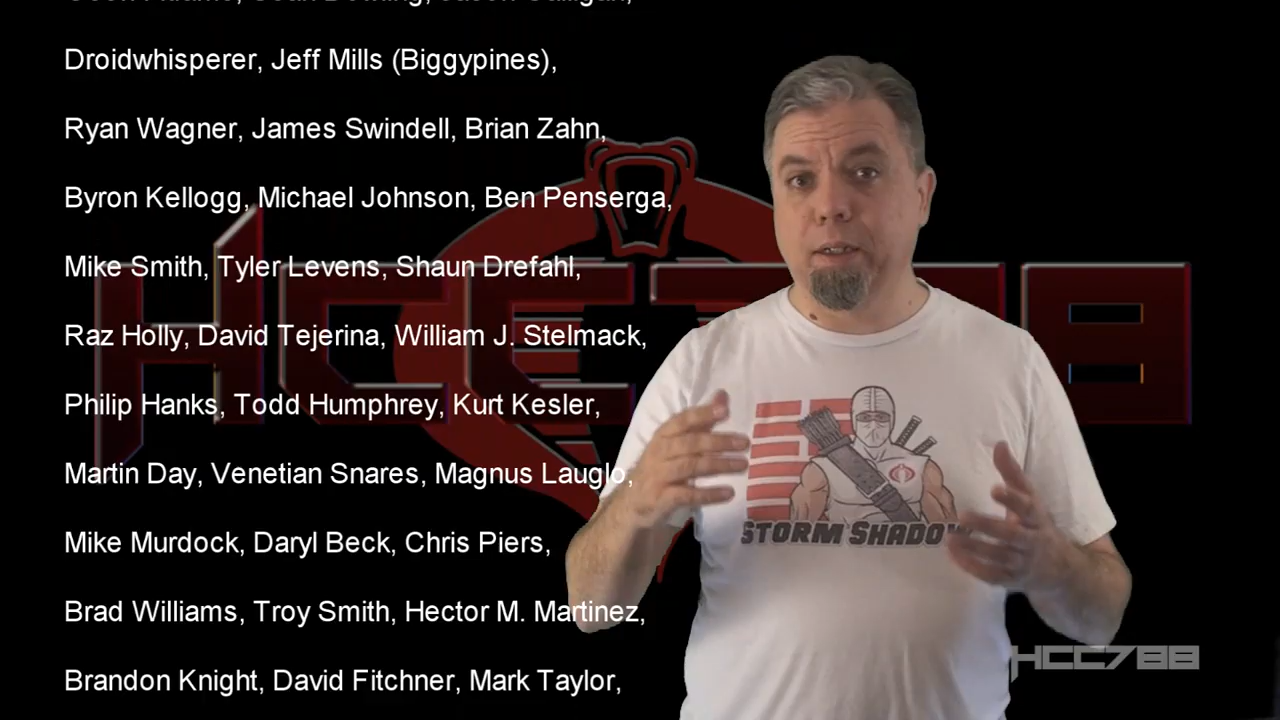 Droidwhisperer, Jeff Mills (Biggypines),
Ryan Wagner, James Swindell, Brian Zahn,
Byron Kellogg, Michael Johnson, Ben Penserga,
Mike Smith, Tyler Levens, Shaun Drefahl,
Raz Holly, David Tejerina, William J. Stelmack,
Philip Hanks, Todd Humphrey, Kurt Kesler,
Martin Day, Venetian Snares, Magnus Lauglo,
Mike Murdock, Daryl Beck, Chris Piers,
Brad Williams, Troy Smith, Hector M. Martinez,
Brandon Knight, David Fitchner, Mark Taylor,
HCC788
STORM SHADOW
HCC788